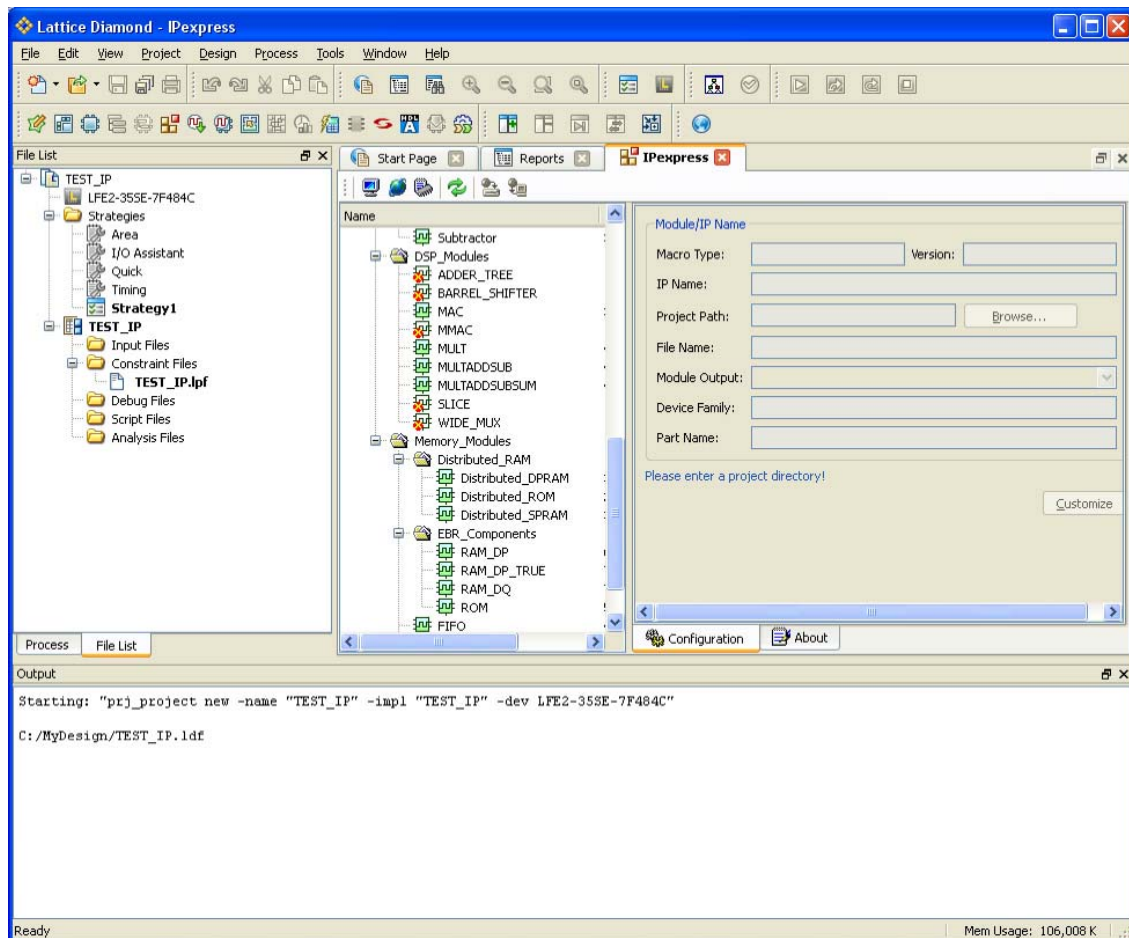 Lattice Diamond - IPexpress
File Edit View Project Design Process Tools Window Help
File List
TEST_IP
LFE2-35SE-7F484C
Strategies
Area
I/O Assistant
Quick
Timing
Strategy1
TEST_IP
Input Files
Constraint Files
TEST_IP.lpf
Debug Files
Script Files
Analysis Files
Process File List
Start Page Reports IPexpress
Name
Subtractor
DSP_Modules
ADDER_TREE
BARREL_SHIFTER
MAC
MMAC
MULT
MULTADDSUB
MULTADDSUBSUM
SLICE
WIDE_MUX
Memory_Modules
Distributed_RAM
Distributed_DPRAM
Distributed_ROM
Distributed_SPRAM
EBR_Components
RAM_DP
RAM_DP_TRUE
RAM_DQ
ROM
FIFO
Module/IP Name
Macro Type: Version:
IP Name:
Project Path: Browse...
File Name:
Module Output:
Device Family:
Part Name:
Please enter a project directory!
Customize
Configuration About
Output
Starting: "prj_project new -name "TEST_IP" -impl "TEST_IP" -dev LFE2-35SE-7F484C"
C:/MyDesign/TEST_IP.ldf
Ready Mem Usage: 106,008 K